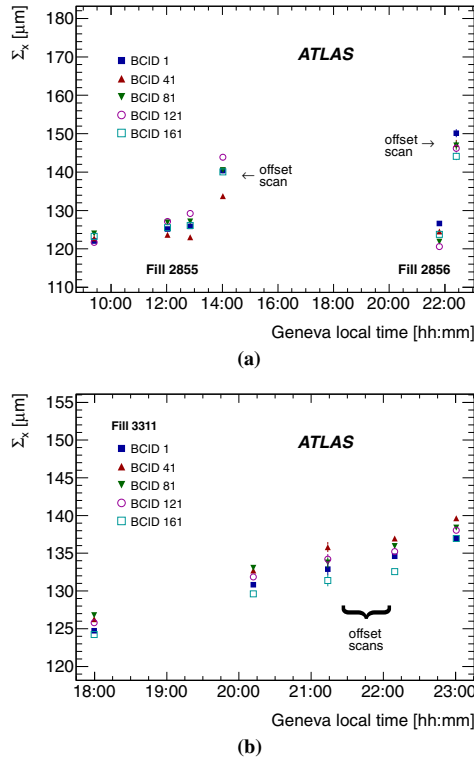 180
170
160
150
140
130
120
110
Σx [μm]
ATLAS
BCID 1
BCID 41
BCID 81
BCID 121
BCID 161
offset
scan
offset
scan
Fill 2855
Fill 2856
10:00 12:00 14:00 16:00 18:00 20:00 22:00
Geneva local time [hh:mm]
(a)
155
150
145
140
135
130
125
120
Σx [μm]
Fill 3311
ATLAS
BCID 1
BCID 41
BCID 81
BCID 121
BCID 161
offset
scans
18:00 19:00 20:00 21:00 22:00 23:00
Geneva local time [hh:mm]
(b)